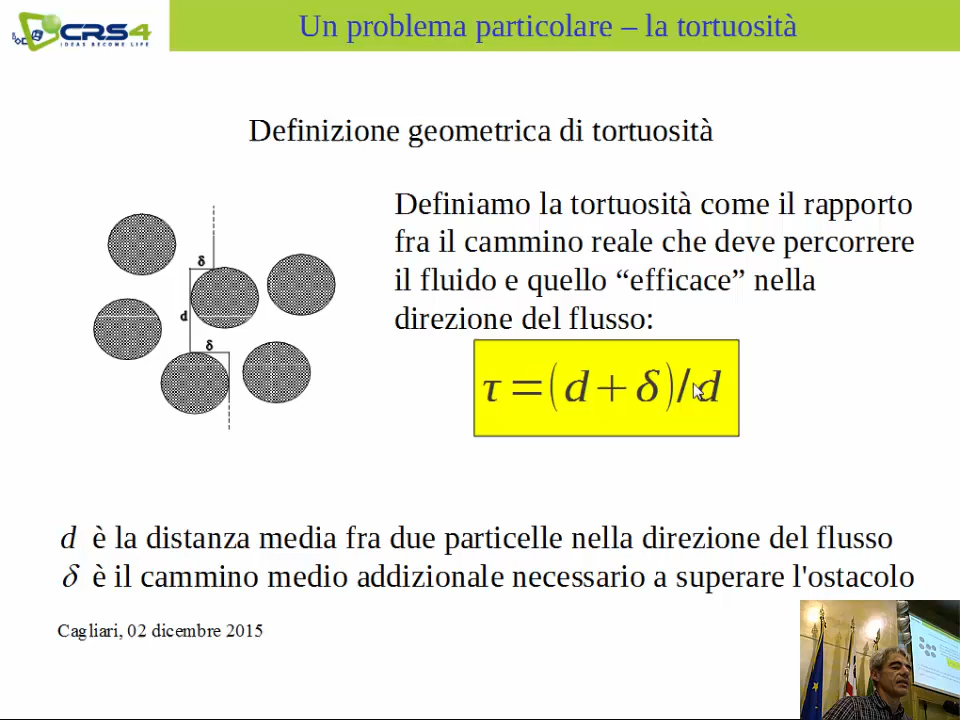 CRS4
IDEAS BECOME LIFE
Un problema particolare – la tortuosità
Definizione geometrica di tortuosità
Definiamo la tortuosità come il rapporto
fra il cammino reale che deve percorrere
il fluido e quello “efficace” nella
direzione del flusso:
δ
d
δ
τ=(d+δ)/d
d è la distanza media fra due particelle nella direzione del flusso
δ è il cammino medio addizionale necessario a superare l'ostacolo
Cagliari, 02 dicembre 2015